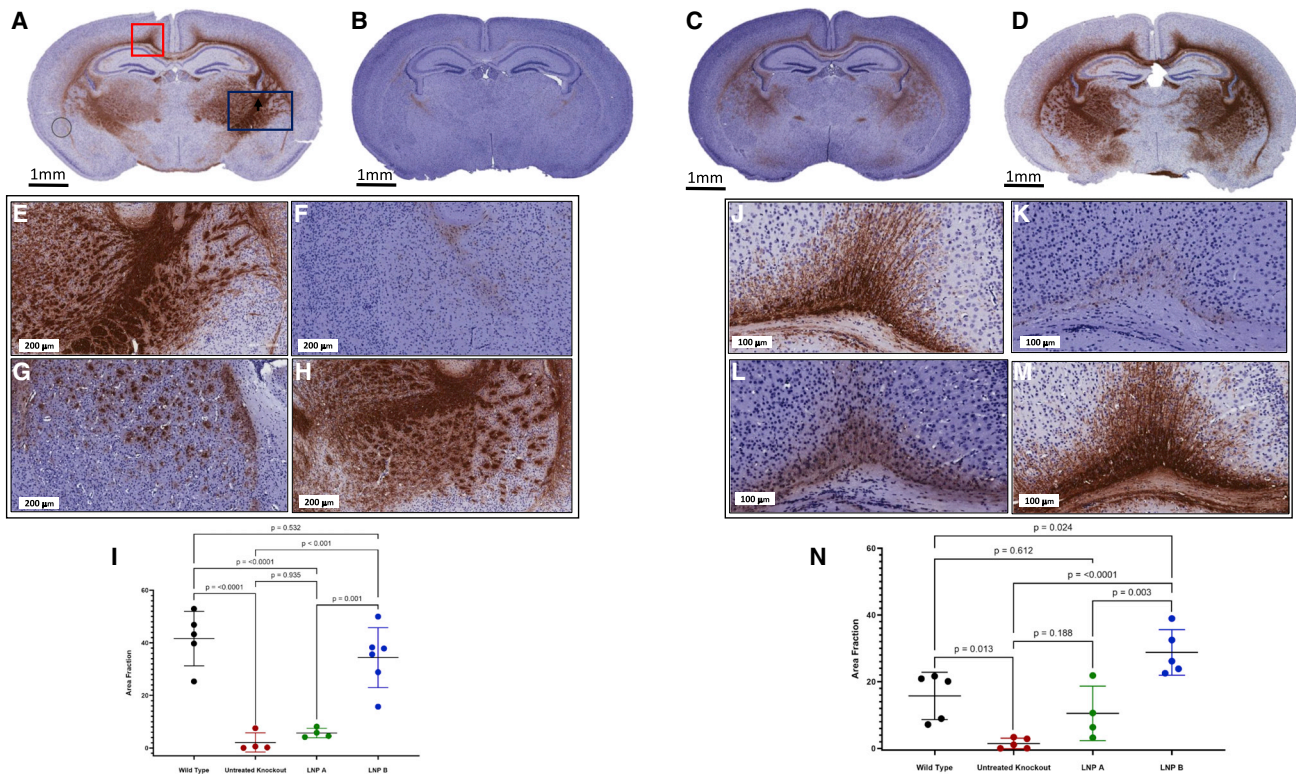 A
B
C
D
1mm
1mm
1mm
1mm
E
F
J
K
200 µm
200 µm
100 µm
100 µm
G
H
L
M
200 µm
200 µm
100 µm
100 µm
I
p = 0.532
p < 0.001
p = <0.0001
p = 0.935
p = <0.0001
p = 0.001
60
40
20
0
Area Fraction
Wild Type
Untreated Knockout
LNP A
LNP B
N
p = 0.024
p = 0.612
p = <0.0001
p = 0.003
p = 0.188
p = 0.013
60
40
20
0
Area Fraction
Wild Type
Untreated Knockout
LNP A
LNP B